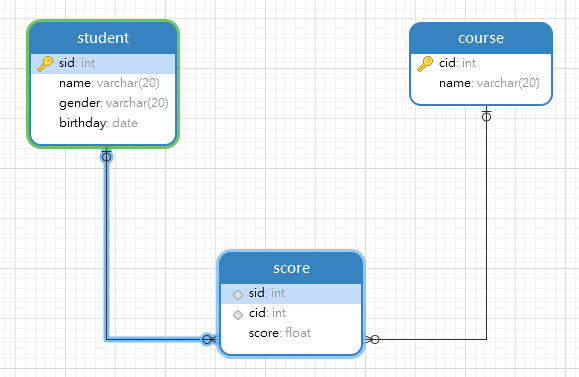 student
sid: int
name: varchar(20)
gender: varchar(20)
birthday: date
course
cid: int
name: varchar(20)
score
sid: int
cid: int
score: float